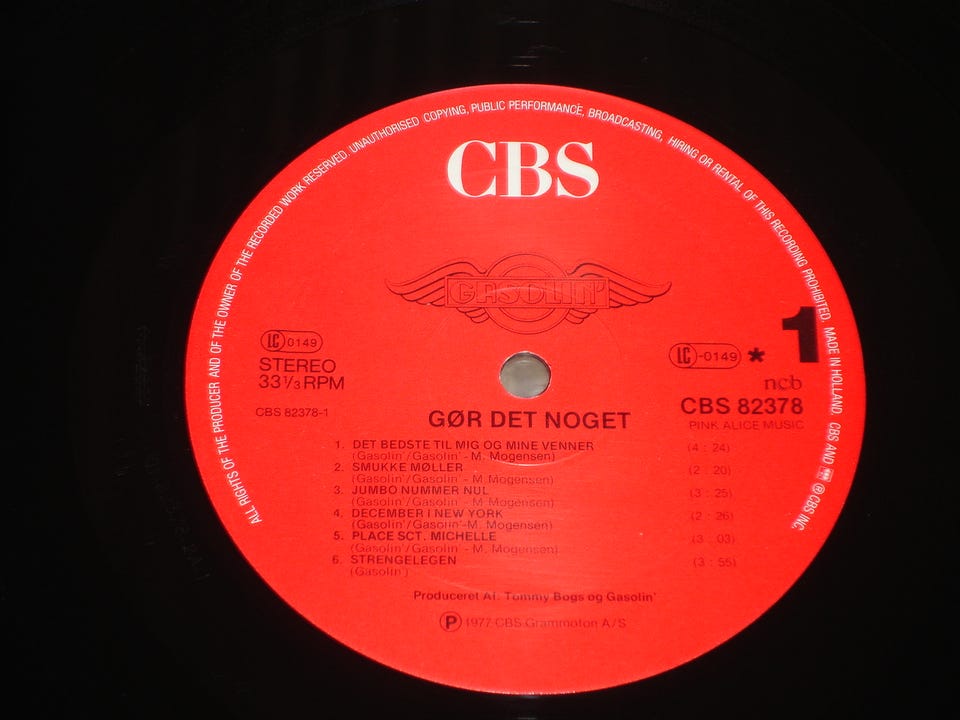 ALL RIGHTS OF THE PRODUCER AND OF THE OWNER OF THE RECORDED WORK RESERVED. UNAUTHORISED COPYING, PUBLIC PERFORMANCE, BROADCASTING, HIRING OR RENTAL OF THIS RECORDING PROHIBITED. MADE IN HOLLAND. CBS AND ® CBS INC.
CBS
GASOLIN'
LC 0149
STEREO
33⅓ RPM
CBS 82378-1
LC -0149 * 1
ncb
CBS 82378
PINK ALICE MUSIC
GØR DET NOGET
1. DET BEDSTE TIL MIG OG MINE VENNER (4 : 24)
(Gasolin'/Gasolin' - M. Mogensen)
2. SMUKKE MØLLER (2 : 20)
(Gasolin'/Gasolin' - M. Mogensen)
3. JUMBO NUMMER NUL (3 : 25)
(Gasolin'/Gasolin' - M. Mogensen)
4. DECEMBER I NEW YORK (2 : 26)
(Gasolin'/Gasolin'-M. Mogensen)
5. PLACE SCT. MICHELLE (3 : 03)
(Gasolin'/Gasolin' - M. Mogensen)
6. STRENGELEGEN (3 : 55)
(Gasolin')
Produceret Af: Tommy Bogs og Gasolin'
Ⓟ 1977 CBS Grammofon A/S